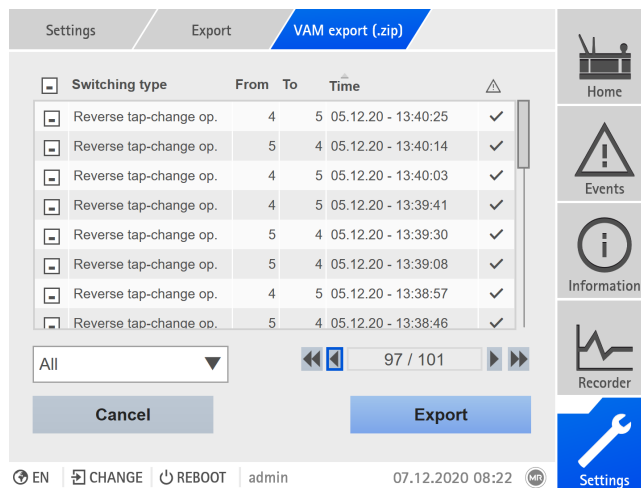 Settings Export VAM export (.zip)
Switching type From To Time
Reverse tap-change op. 4 5 05.12.20 - 13:40:25
Reverse tap-change op. 5 4 05.12.20 - 13:40:14
Reverse tap-change op. 4 5 05.12.20 - 13:40:03
Reverse tap-change op. 4 5 05.12.20 - 13:39:41
Reverse tap-change op. 5 4 05.12.20 - 13:39:30
Reverse tap-change op. 5 4 05.12.20 - 13:39:08
Reverse tap-change op. 4 5 05.12.20 - 13:38:57
Reverse tap-change op. 5 4 05.12.20 - 13:38:46
All 97 / 101
Cancel Export
EN CHANGE REBOOT admin 07.12.2020 08:22 MR
Home
Events
Information
Recorder
Settings